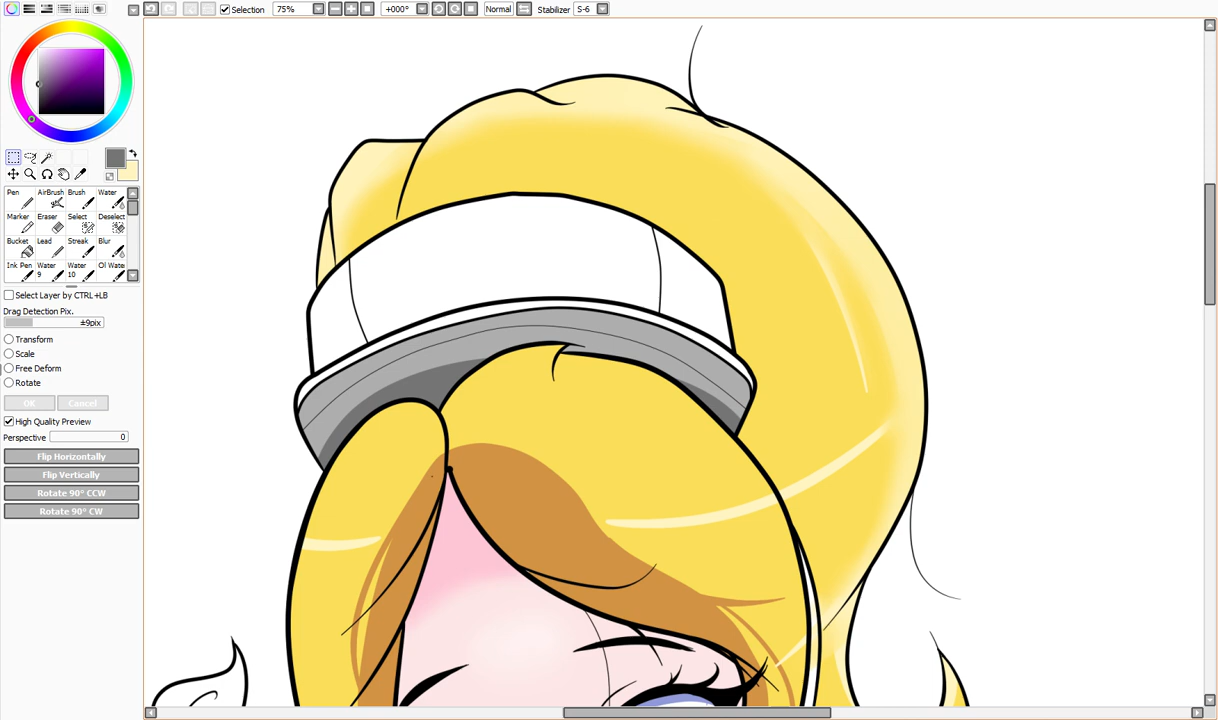 Selection 75% +000° Normal Stabilizer S-6
Pen AirBrush Brush Water
Marker Eraser Select Deselect
Bucket Lead Streak Blur
Ink Pen Water 9 Water 10 Oil Water
Select Layer by CTRL+LB
Drag Detection Pix.
±9pix
Transform
Scale
Free Deform
Rotate
OK Cancel
High Quality Preview
Perspective 0
Flip Horizontally
Flip Vertically
Rotate 90° CCW
Rotate 90° CW